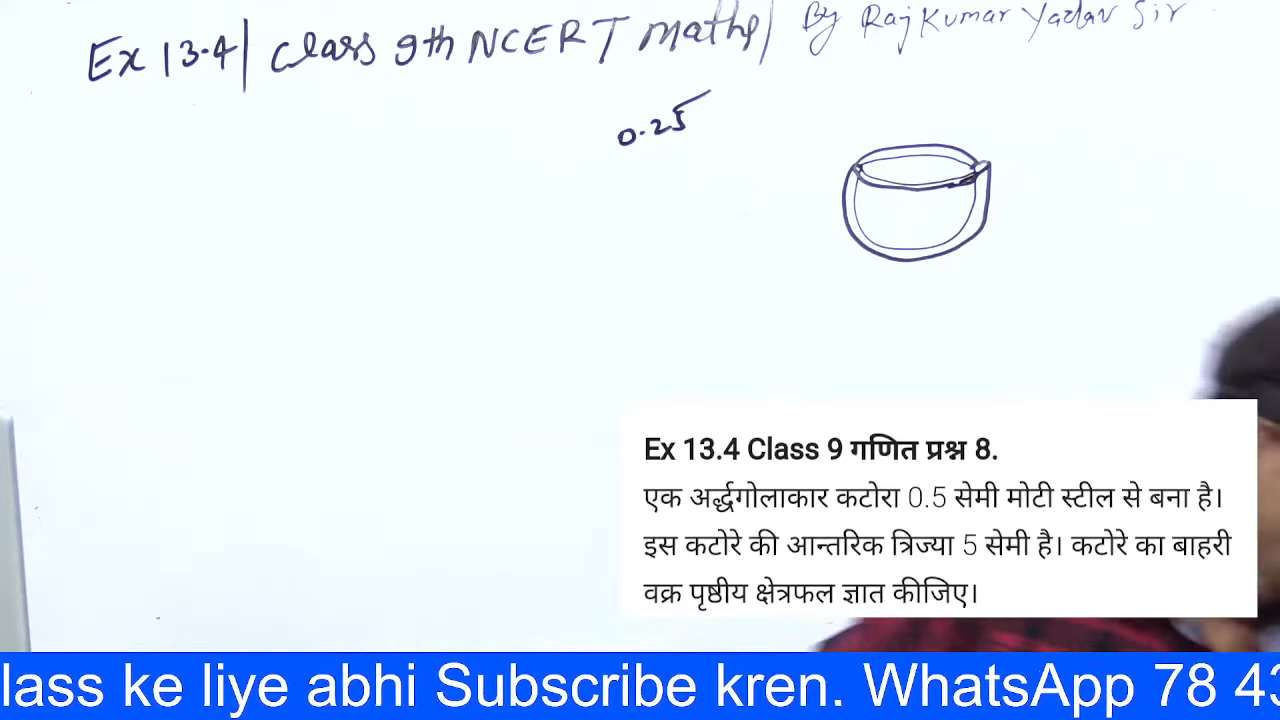 Ex 13.4| Class 9th NCERT maths| By Raj Kumar Yadav Sir
0.25
Ex 13.4 Class 9 गणित प्रश्न 8.
एक अर्द्धगोलाकार कटोरा 0.5 सेमी मोटी स्टील से बना है।
इस कटोरे की आन्तरिक त्रिज्या 5 सेमी है। कटोरे का बाहरी
वक्र पृष्ठीय क्षेत्रफल ज्ञात कीजिए।
lass ke liye abhi Subscribe kren. WhatsApp 78 43